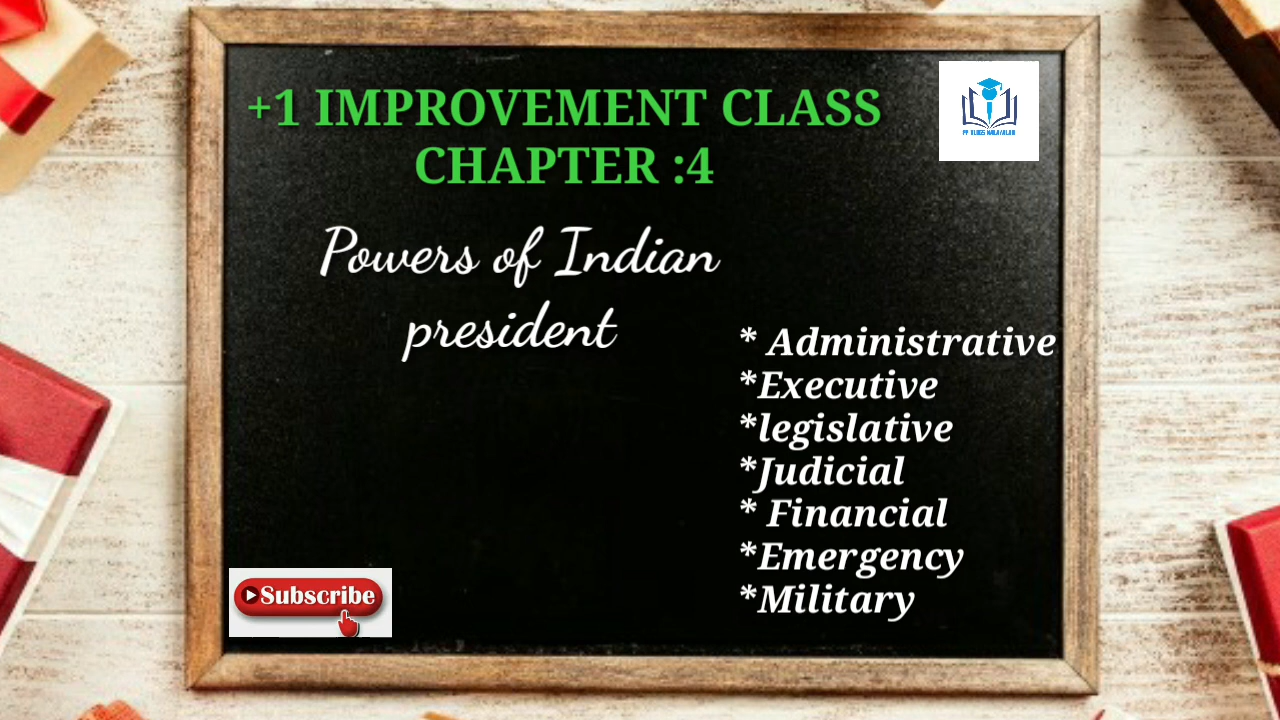 +1 IMPROVEMENT CLASS
CHAPTER :4
Powers of Indian
president
* Administrative
*Executive
*legislative
*Judicial
* Financial
*Emergency
*Military
Subscribe